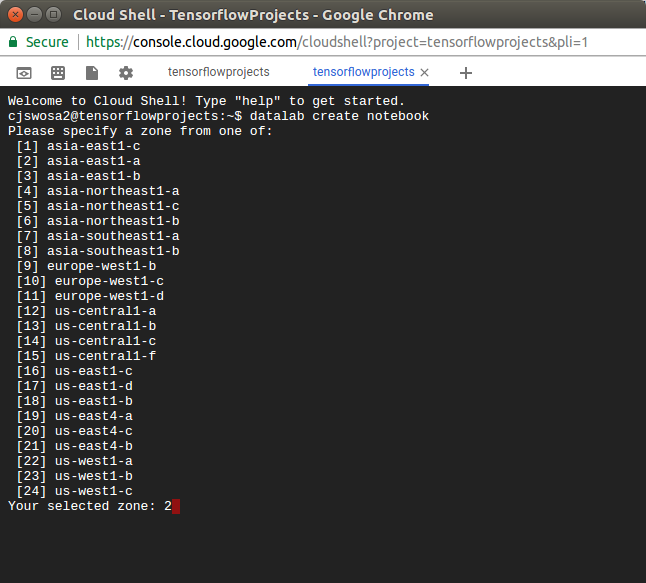 Cloud Shell - TensorflowProjects - Google Chrome
Secure | https://console.cloud.google.com/cloudshell?project=tensorflowprojects&pli=1
tensorflowprojects tensorflowprojects × +
Welcome to Cloud Shell! Type "help" to get started.
cjswosa2@tensorflowprojects:~$ datalab create notebook
Please specify a zone from one of:
[1] asia-east1-c
[2] asia-east1-a
[3] asia-east1-b
[4] asia-northeast1-a
[5] asia-northeast1-c
[6] asia-northeast1-b
[7] asia-southeast1-a
[8] asia-southeast1-b
[9] europe-west1-b
[10] europe-west1-c
[11] europe-west1-d
[12] us-central1-a
[13] us-central1-b
[14] us-central1-c
[15] us-central1-f
[16] us-east1-c
[17] us-east1-d
[18] us-east1-b
[19] us-east4-a
[20] us-east4-c
[21] us-east4-b
[22] us-west1-a
[23] us-west1-b
[24] us-west1-c
Your selected zone: 2